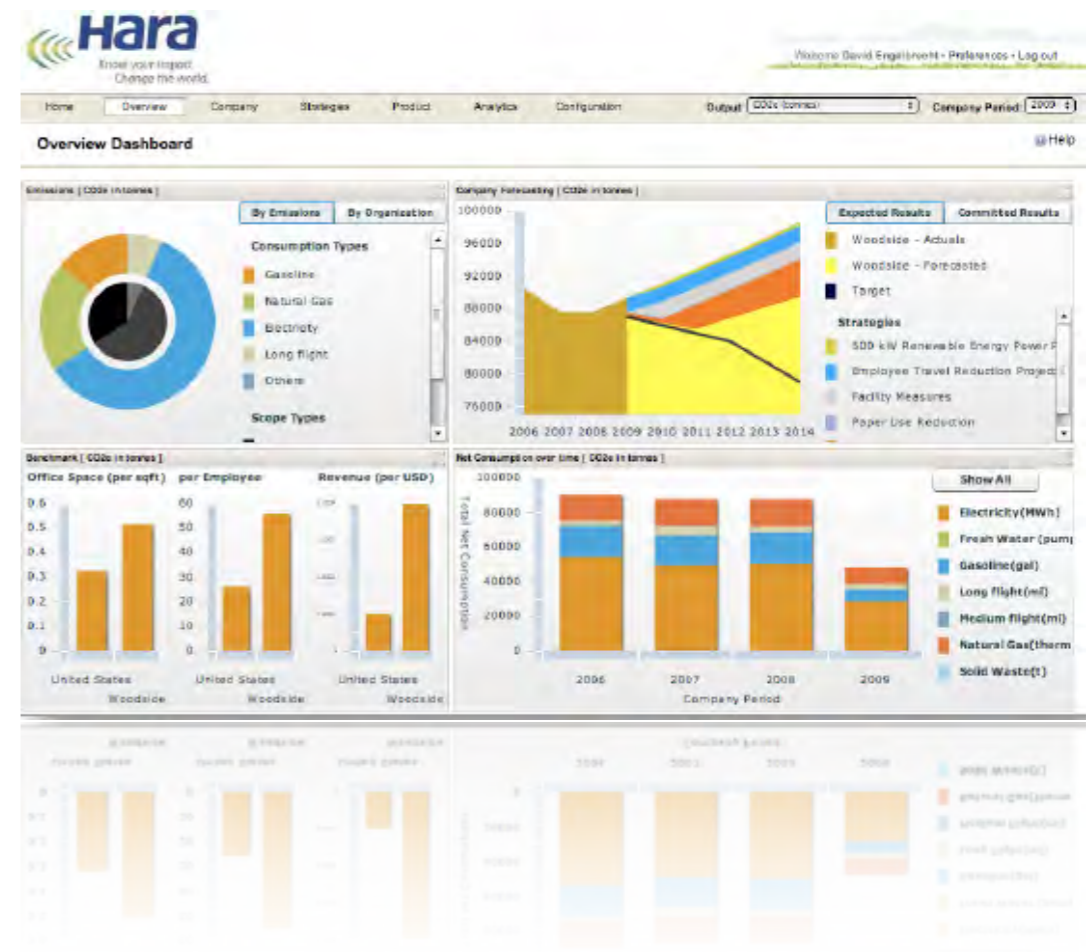 Hara
Know your impact.
Change the world.
Welcome David Engelbrecht • Preferences • Log out
Home Overview Company Strategies Product Analytics Configuration Output CO2e (tonnes) Company Period: 2009
Overview Dashboard
Help
Emissions [ CO2e in tonnes ]
By Emissions By Organization
Consumption Types
Gasoline
Natural Gas
Electricity
Long flight
Others
Scope Types
Company Forecasting [ CO2e in tonnes ]
100000
96000
92000
88000
84000
80000
76000
2006 2007 2008 2009 2010 2011 2012 2013 2014
Expected Results Committed Results
Woodside - Actuals
Woodside - Forecasted
Target
Strategies
500 kW Renewable Energy Power P
Employee Travel Reduction Project
Facility Measures
Paper Use Reduction
Benchmark [ CO2e in tonnes ]
Office Space (per sqft) per Employee Revenue (per USD)
0.6
0.5
0.4
0.3
0.2
0.1
0
United States
Woodside
60
50
40
30
20
10
0
United States
Woodside
United States
Woodside
Net Consumption over time [ CO2e in tonnes ]
Total Net Consumption
100000
80000
60000
40000
20000
0
2006 2007 2008 2009
Company Period
Show All
Electricity(MWh)
Fresh Water (pump
Gasoline(gal)
Long flight(mi)
Medium flight(mi)
Natural Gas(therm
Solid Waste(t)